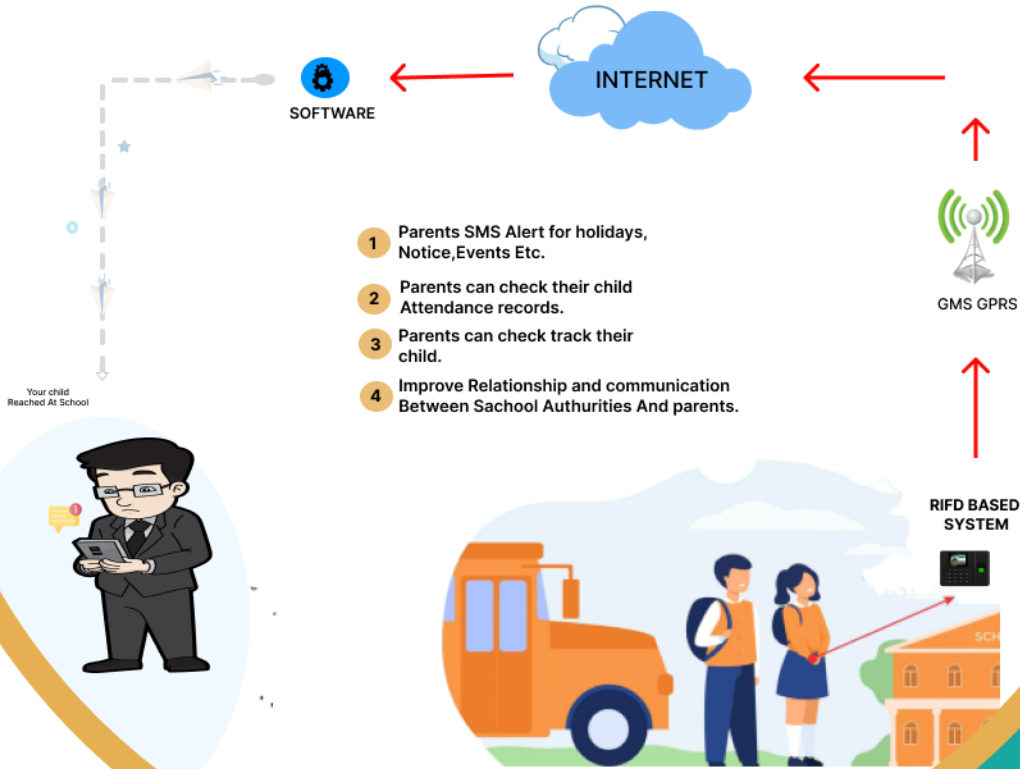 INTERNET
SOFTWARE
1
Parents SMS Alert for holidays,
Notice,Events Etc.
2
Parents can check their child
Attendance records.
3
Parents can check track their
child.
4
Improve Relationship and communication
Between Sachool Authurities And parents.
GMS GPRS
Your child
Reached At School
1
RIFD BASED
SYSTEM
SCH